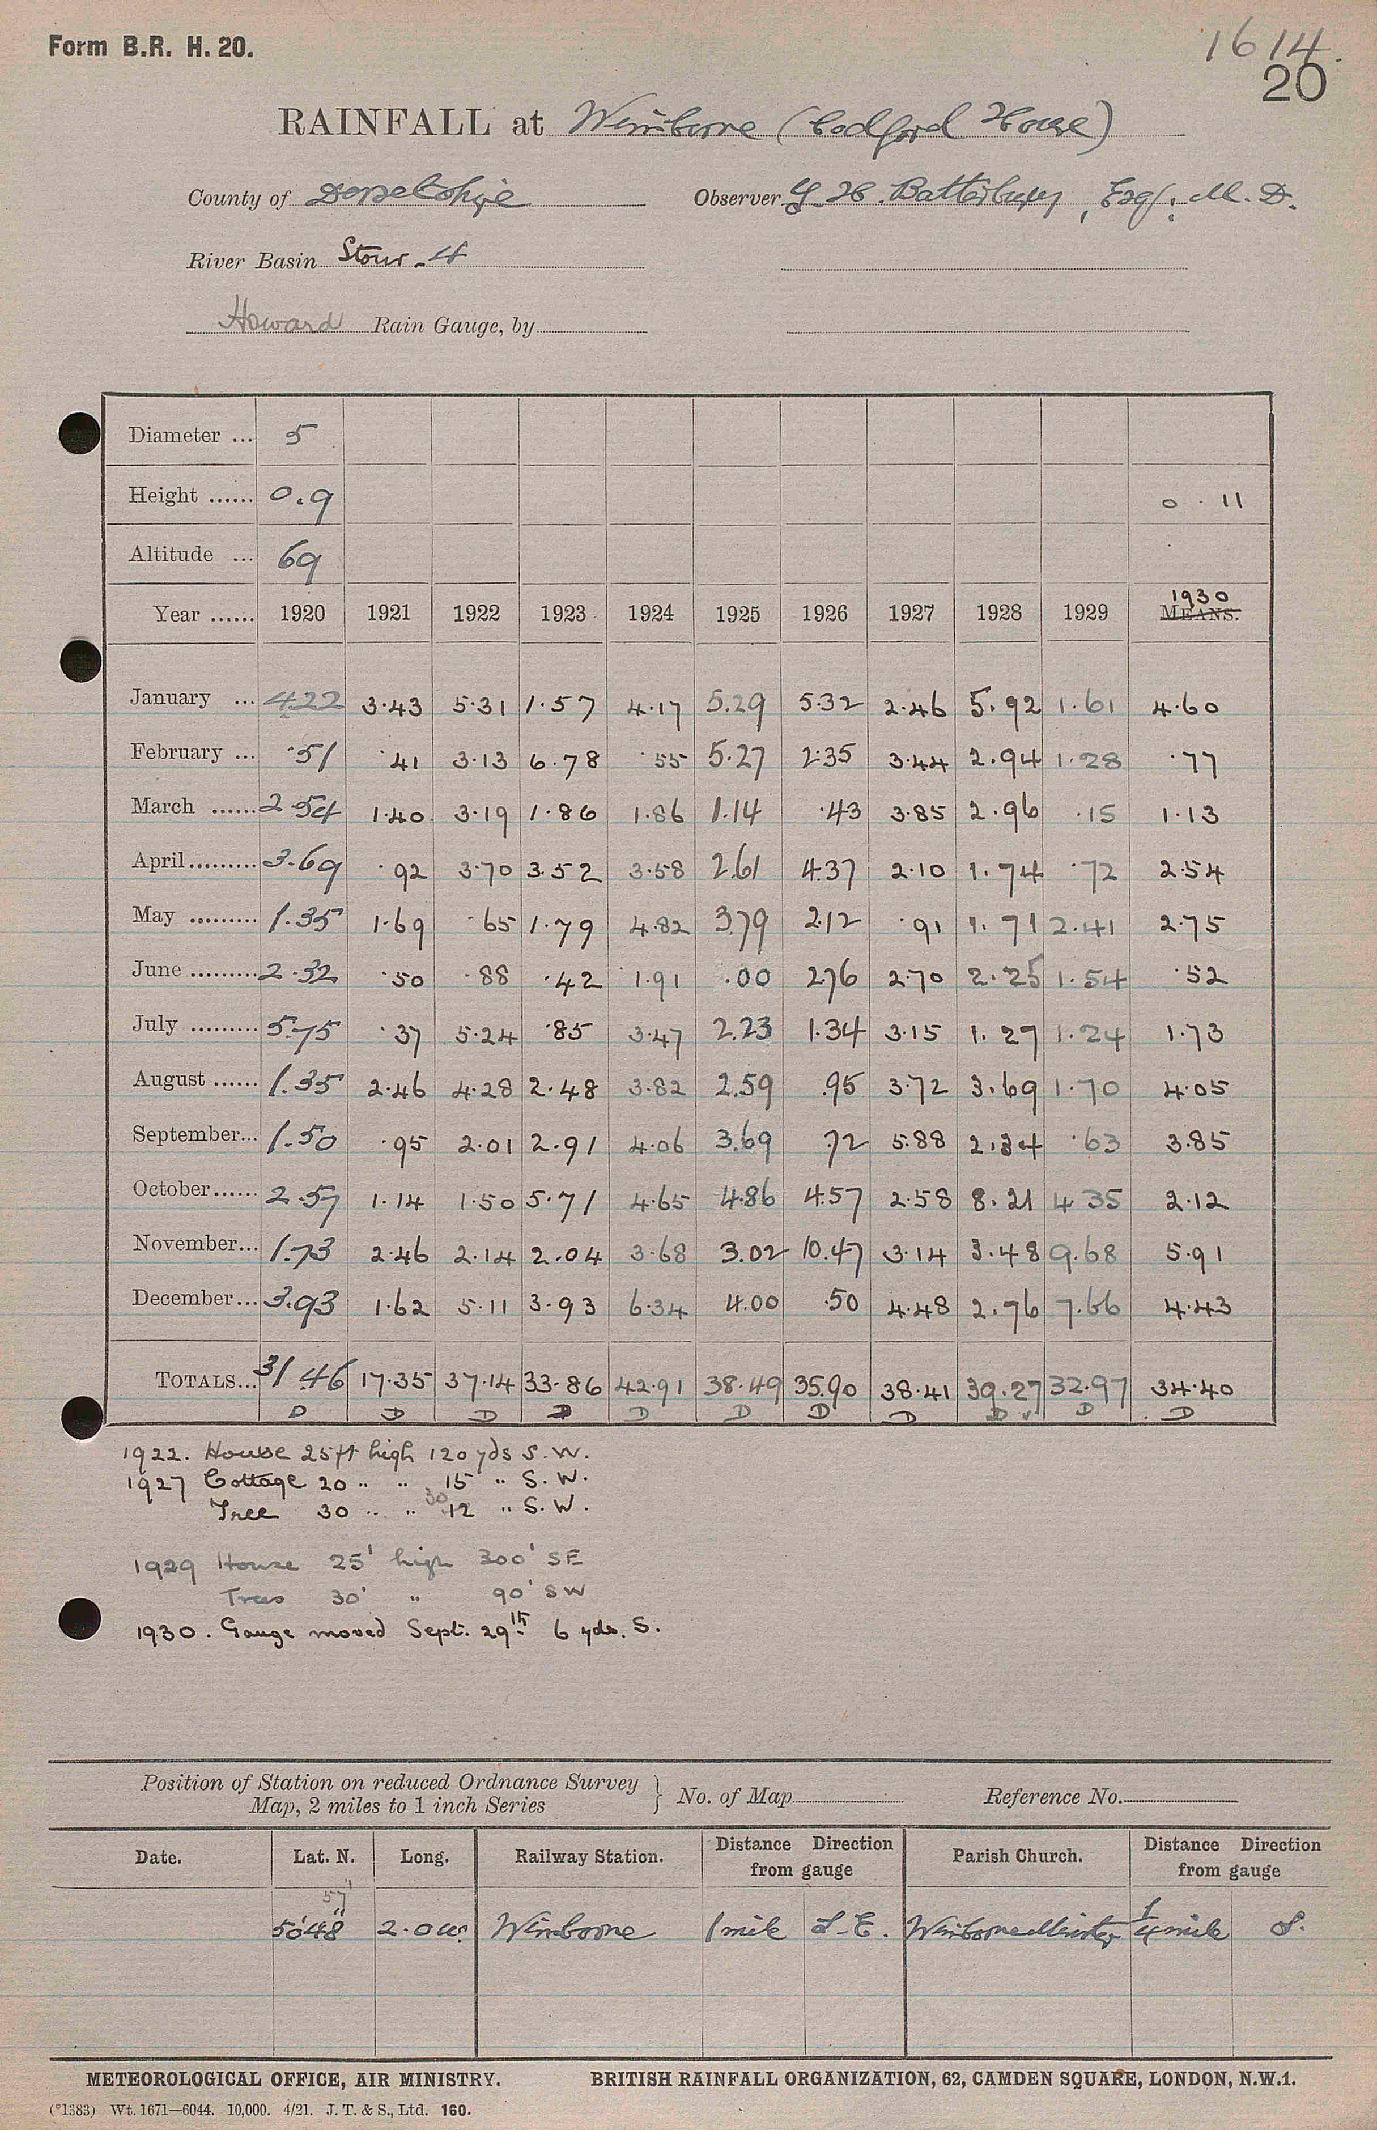 Form B.R. H. 20.
1614.
20
RAINFALL at Wimborne (Codford House)
County of Dorsetshire Observer G. H. Batterbury, Esq., M. D.
River Basin Stour - 4
Howard Rain Gauge, by
Diameter ... 5
Height ...... 0.9 0 . 11
Altitude ... 69
Year ...... 1920 1921 1922 1923 1924 1925 1926 1927 1928 1929 1930 MEANS.
January ... 4.22 3.43 5.31 1.57 4.17 5.29 5.32 2.46 5.92 1.61 4.60
February ... .51 .41 3.13 6.78 .55 5.27 2.35 3.44 2.94 1.28 .77
March ...... 2.54 1.40 3.19 1.86 1.86 1.14 .43 3.85 2.96 .15 1.13
April ......... 3.69 .92 3.70 3.52 3.58 2.61 4.37 2.10 1.74 .72 2.54
May ......... 1.35 1.69 .65 1.79 4.82 3.79 2.12 .91 1.71 2.41 2.75
June ......... 2.32 .50 .88 .42 1.91 .00 2.76 2.70 2.25 1.54 .52
July ......... 5.75 .37 5.24 .85 3.47 2.23 1.34 3.15 1.27 1.24 1.73
August ...... 1.35 2.46 4.28 2.48 3.82 2.59 .95 3.72 3.69 1.70 4.05
September... 1.50 .95 2.01 2.91 4.06 3.69 .72 5.88 2.34 .63 3.85
October...... 2.57 1.14 1.50 5.71 4.65 4.86 4.57 2.58 8.21 4.35 2.12
November... 1.73 2.46 2.14 2.04 3.68 3.02 10.47 3.14 3.48 9.68 5.91
December... 3.93 1.62 5.11 3.93 6.34 4.00 .50 4.48 2.76 7.66 4.43
TOTALS... 31.46 17.35 37.14 33.86 42.91 38.49 35.90 38.41 39.27 32.97 34.40
D D D D D D D D D D D
1922. House 25 ft high 120 yds S.W.
1927 Cottage 20 .. .. 15 .. S.W.
Tree 30 .. .. 30 12 .. S.W.
1929 House 25' high 300' SE
Trees 30' " 90' SW
1930. Gauge moved Sept. 29th 6 yds. S.
Position of Station on reduced Ordnance Survey Map, 2 miles to 1 inch Series } No. of Map Reference No.
Date. Lat. N. Long. Railway Station. Distance Direction from gauge Parish Church. Distance Direction from gauge
57'
50 48 2.0 W. Wimborne 1 mile S.E. Wimborne Minster 1/4 mile S.
METEOROLOGICAL OFFICE, AIR MINISTRY. BRITISH RAINFALL ORGANIZATION, 62, CAMDEN SQUARE, LONDON, N.W.1.
(*1383) Wt. 1671—6044. 10,000. 4/21. J. T. & S., Ltd. 160.